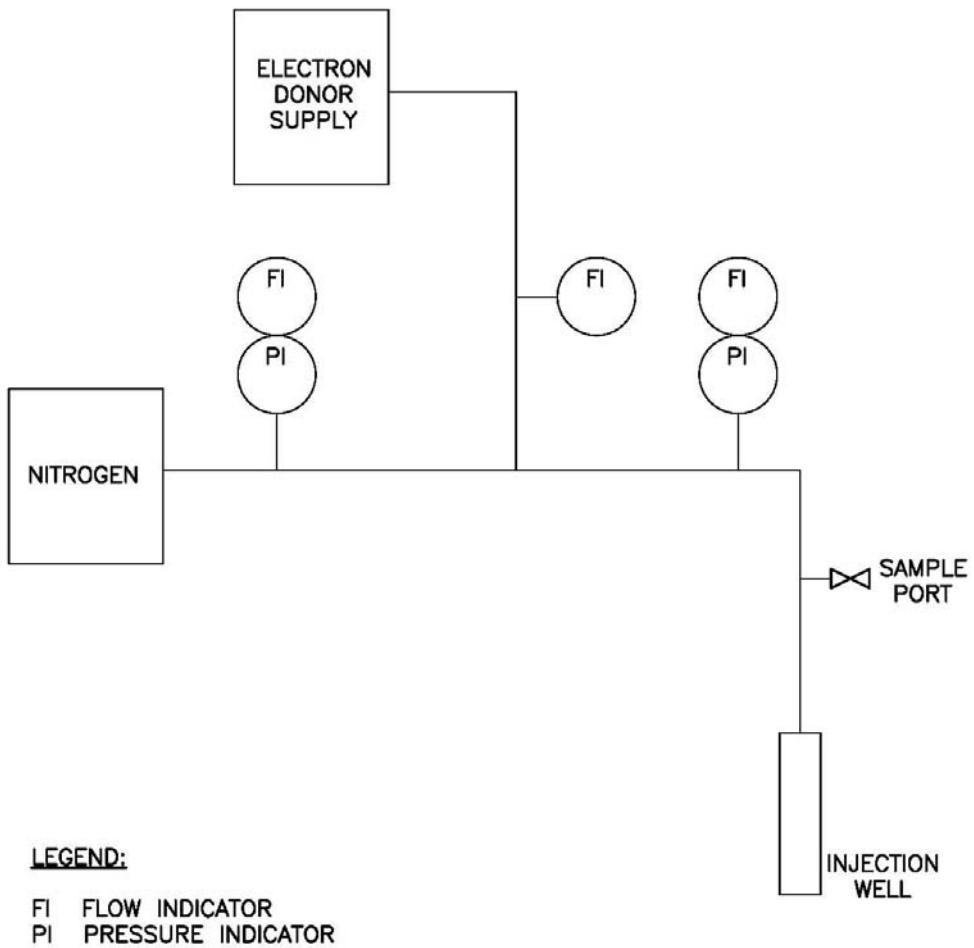 ELECTRON
DONOR
SUPPLY
FI
FI
FI
PI
PI
NITROGEN
SAMPLE
PORT
INJECTION
WELL
LEGEND:
FI FLOW INDICATOR
PI PRESSURE INDICATOR